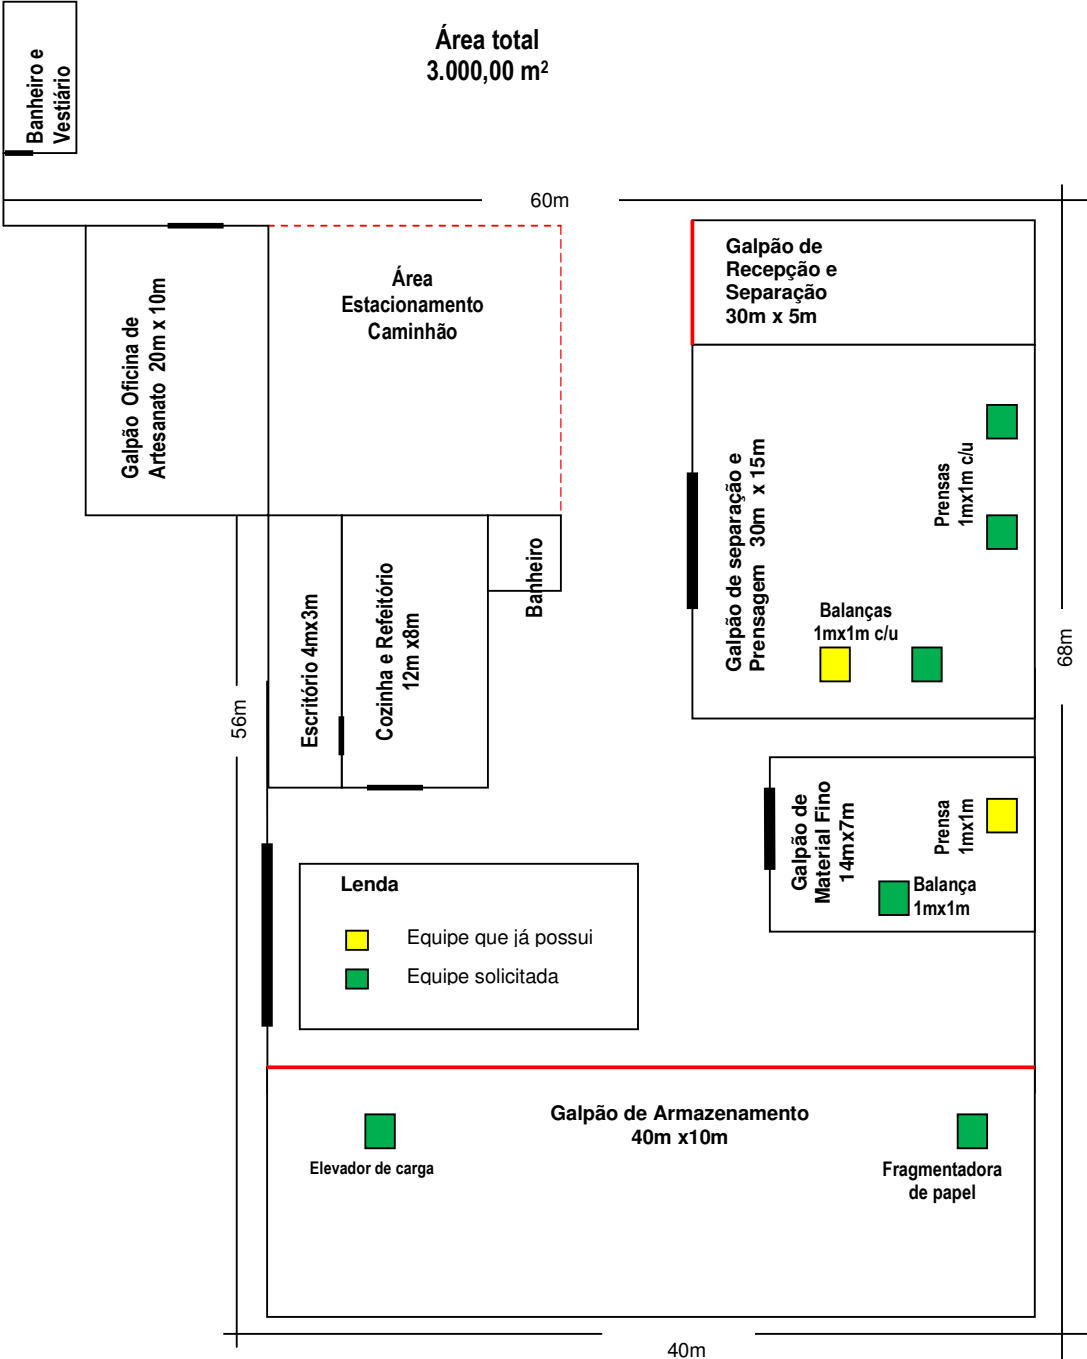 Área total
3.000,00 m²
Banheiro e
Vestiário
60m
Galpão de
Recepção e
Separação
30m x 5m
Área
Estacionamento
Caminhão
Galpão Oficina de
Artesanato 20m x 10m
Prensas
1mx1m c/u
Galpão de separação e
Prensagem 30m x 15m
Banheiro
Escritório 4mx3m
Cozinha e Refeitório
12m x8m
Balanças
1mx1m c/u
68m
56m
Galpão de
Material Fino
14mx7m
Prensa
1mx1m
Balança
1mx1m
Lenda
Equipe que já possui
Equipe solicitada
Galpão de Armazenamento
40m x10m
Elevador de carga
Fragmentadora
de papel
40m